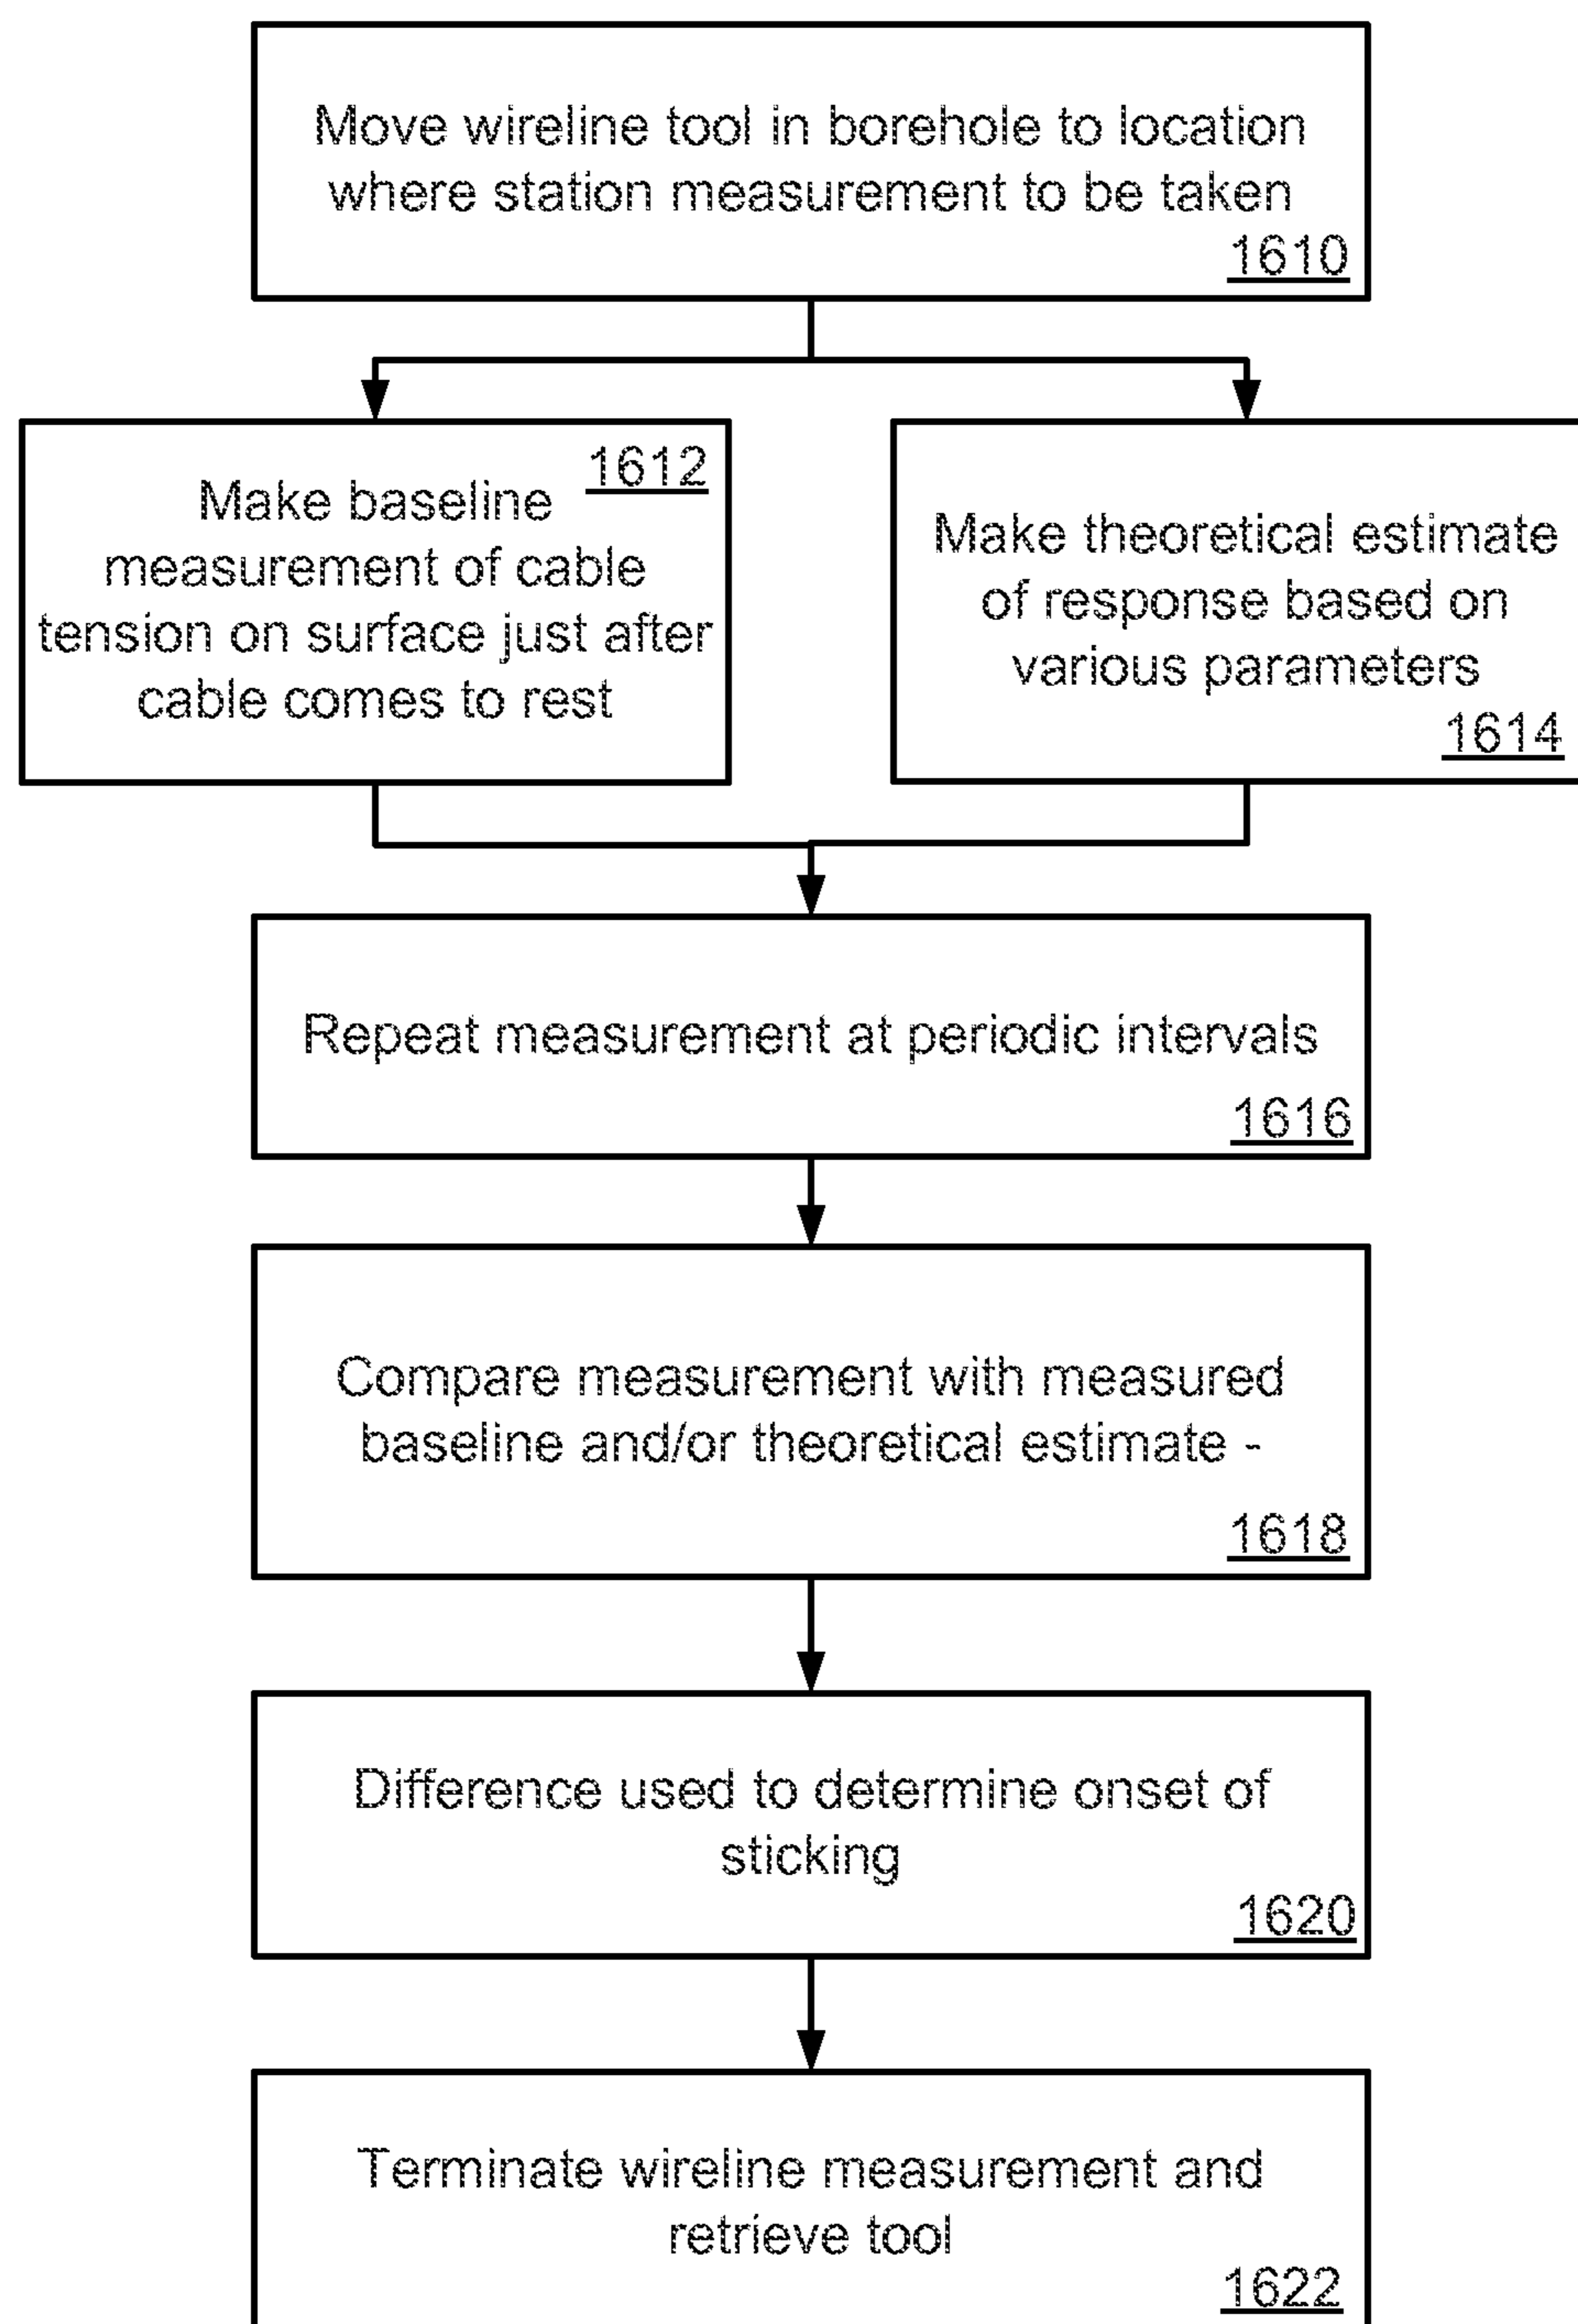 Move wireline tool in borehole to location
where station measurement to be taken
1610
1612
Make baseline
measurement of cable
tension on surface just after
cable comes to rest
Make theoretical estimate
of response based on
various parameters
1614
Repeat measurement at periodic intervals
1616
Compare measurement with measured
baseline and/or theoretical estimate -
1618
Difference used to determine onset of
sticking
1620
Terminate wireline measurement and
retrieve tool
1622